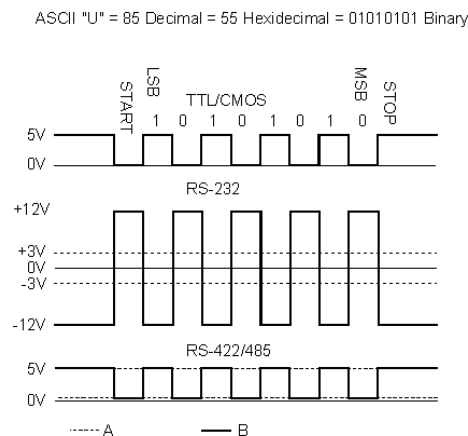 ASCII "U" = 85 Decimal = 55 Hexidecimal = 01010101 Binary
START
LSB
TTL/CMOS
MSB
STOP
1 0 1 0 1 0 1 0
5V
0V
RS-232
+12V
+3V
0V
-3V
-12V
RS-422/485
5V
0V
A
B